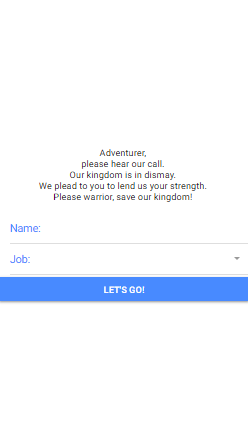 Adventurer,
please hear our call.
Our kingdom is in dismay.
We plead to you to lend us your strength.
Please warrior, save our kingdom!
Name:
Job:
LET'S GO!